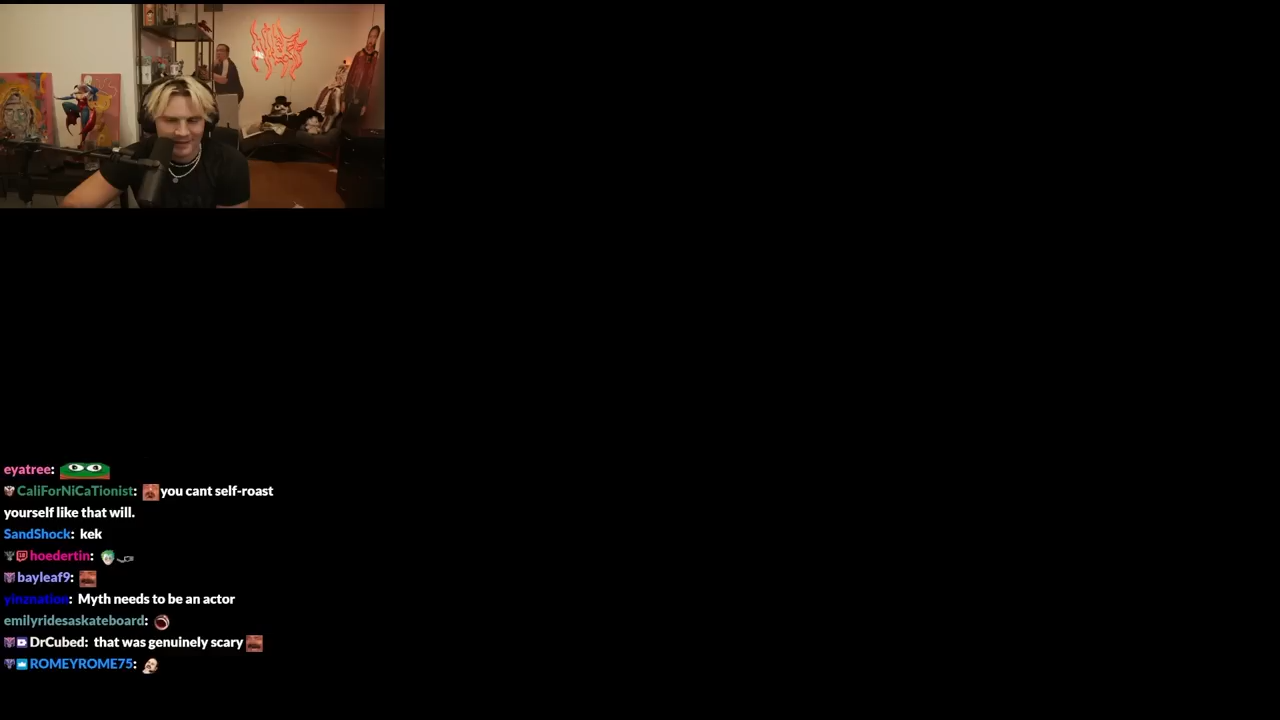 eyatree:
CaliForNiCaTionist: you cant self-roast
yourself like that will.
SandShock: kek
hoedertin:
bayleaf9:
yinznation: Myth needs to be an actor
emilyridesaskateboard:
DrCubed: that was genuinely scary
ROMEYROME75: